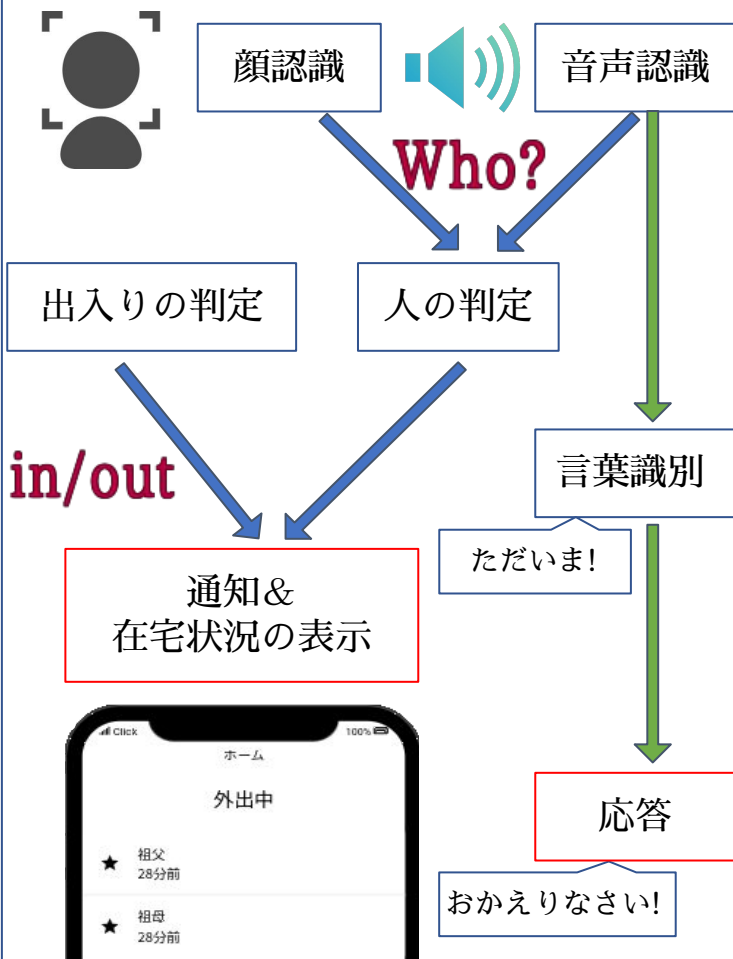 顔認識
音声認識
Who?
出入りの判定
人の判定
in/out
言葉識別
ただいま!
通知&
在宅状況の表示
Click
100%
ホーム
外出中
祖父
28分前
祖母
28分前
応答
おかえりなさい!